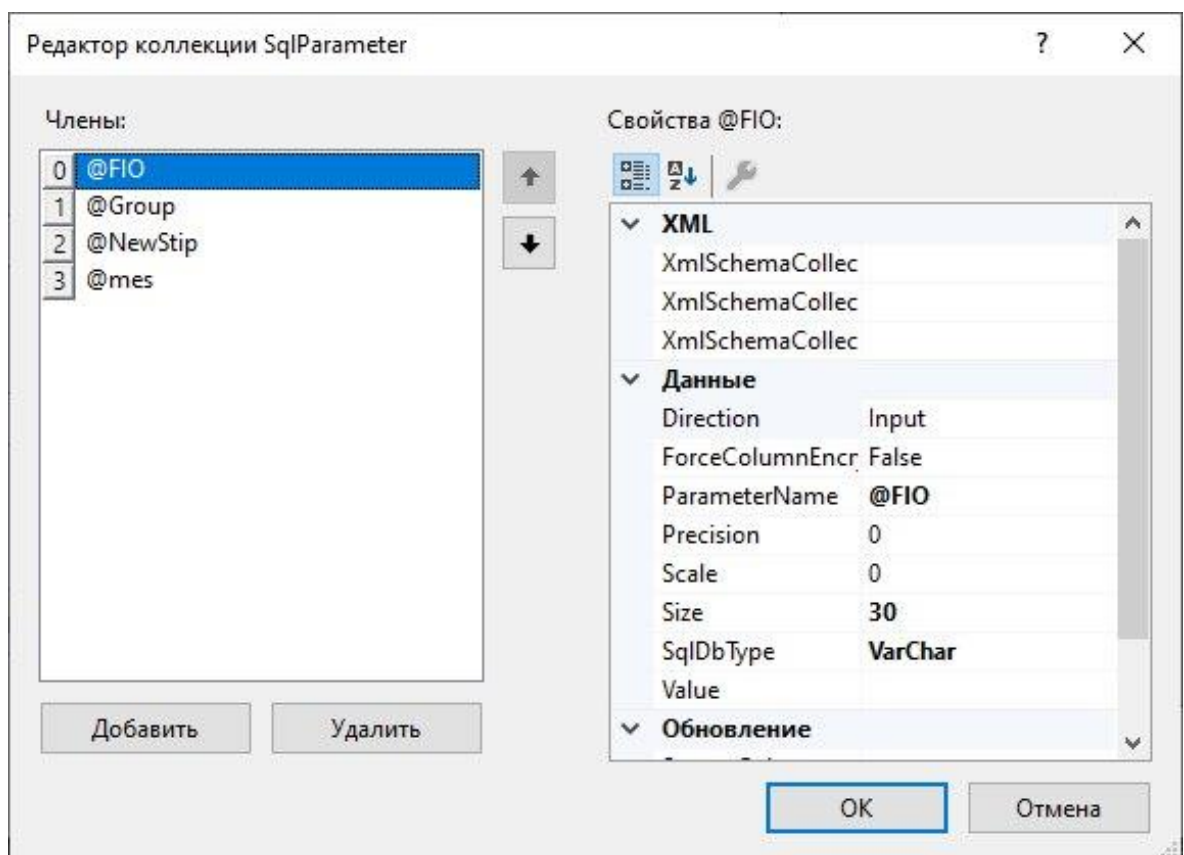 Редактор коллекции SqlParameter
?
Члены:
0 @FIO
1 @Group
2 @NewStip
3 @mes
Добавить Удалить
Свойства @FIO:
XML
XmlSchemaCollec
XmlSchemaCollec
XmlSchemaCollec
Данные
Direction Input
ForceColumnEncr False
ParameterName @FIO
Precision 0
Scale 0
Size 30
SqlDbType VarChar
Value
Обновление
OK Отмена